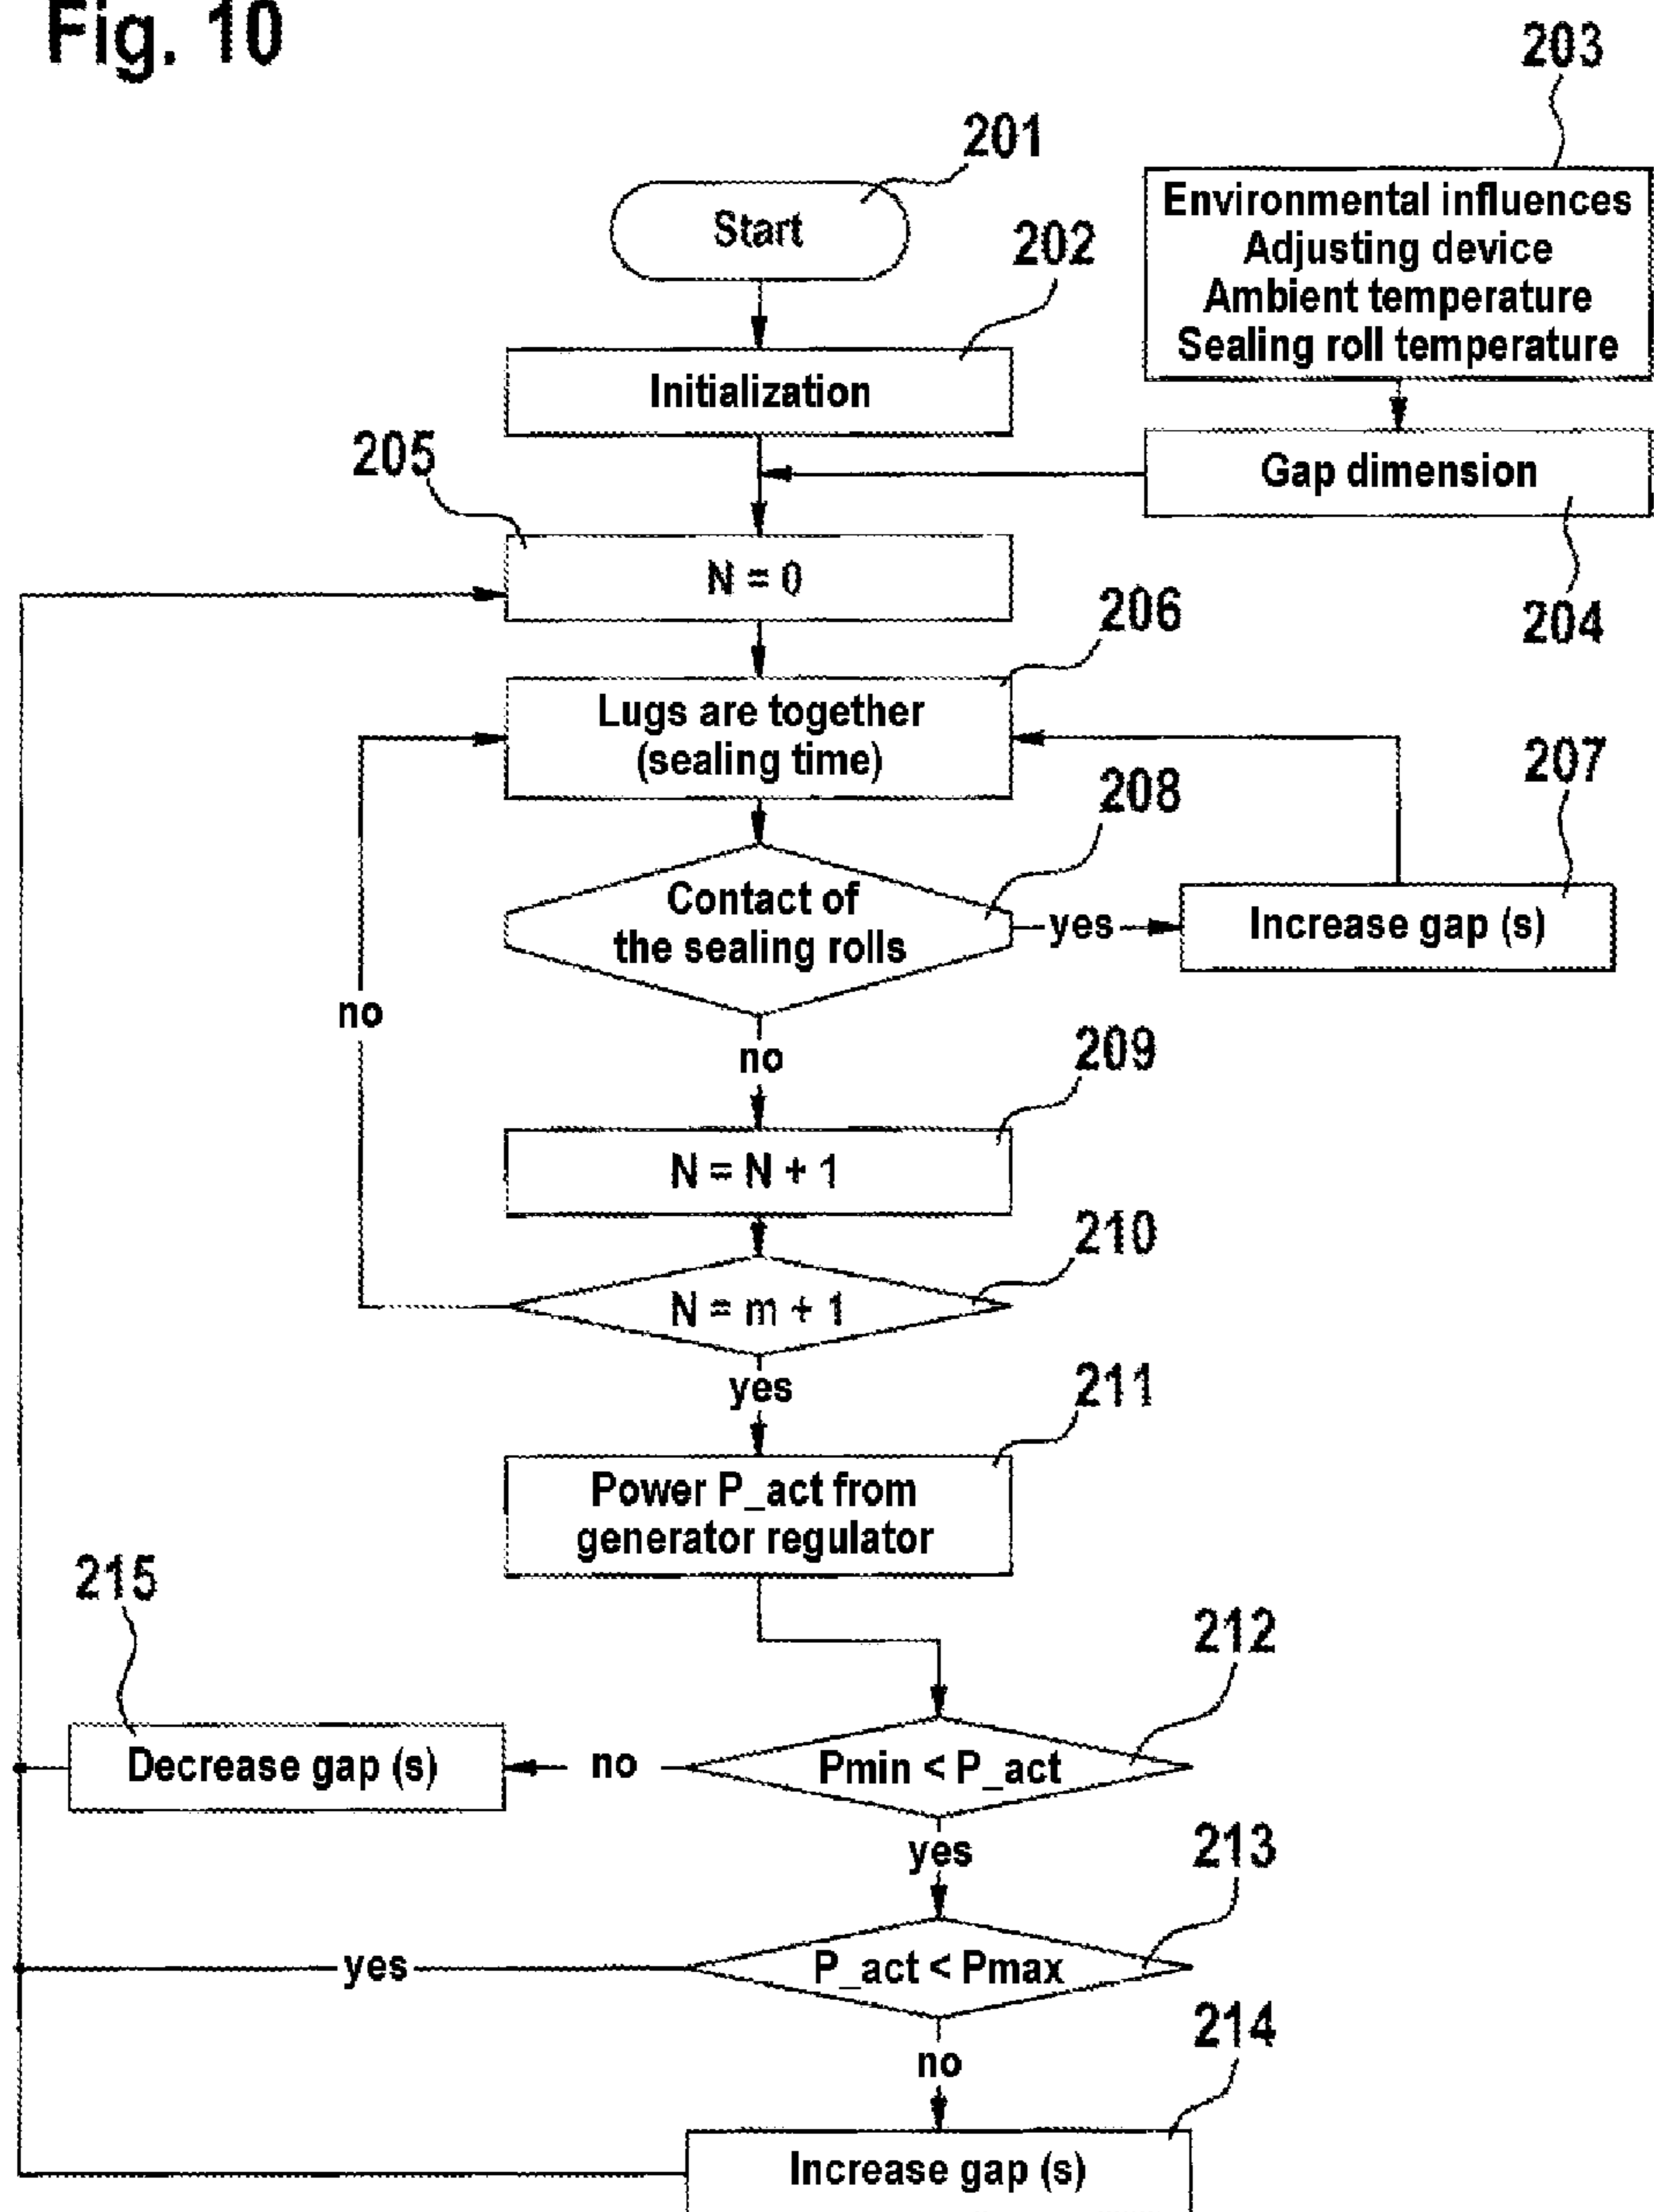 Fig. 10
203
201
Environmental influences
Adjusting device
Ambient temperature
Sealing roll temperature
Start
202
Initialization
205
Gap dimension
N = 0
204
206
Lugs are together
(sealing time)
207
208
Contact of
the sealing rolls
yes
Increase gap (s)
no
no
209
N = N + 1
210
N = m + 1
yes
211
Power P_act from
generator regulator
215
212
Decrease gap (s)
no
Pmin < P_act
yes
213
yes
P_act < Pmax
214
no
Increase gap (s)